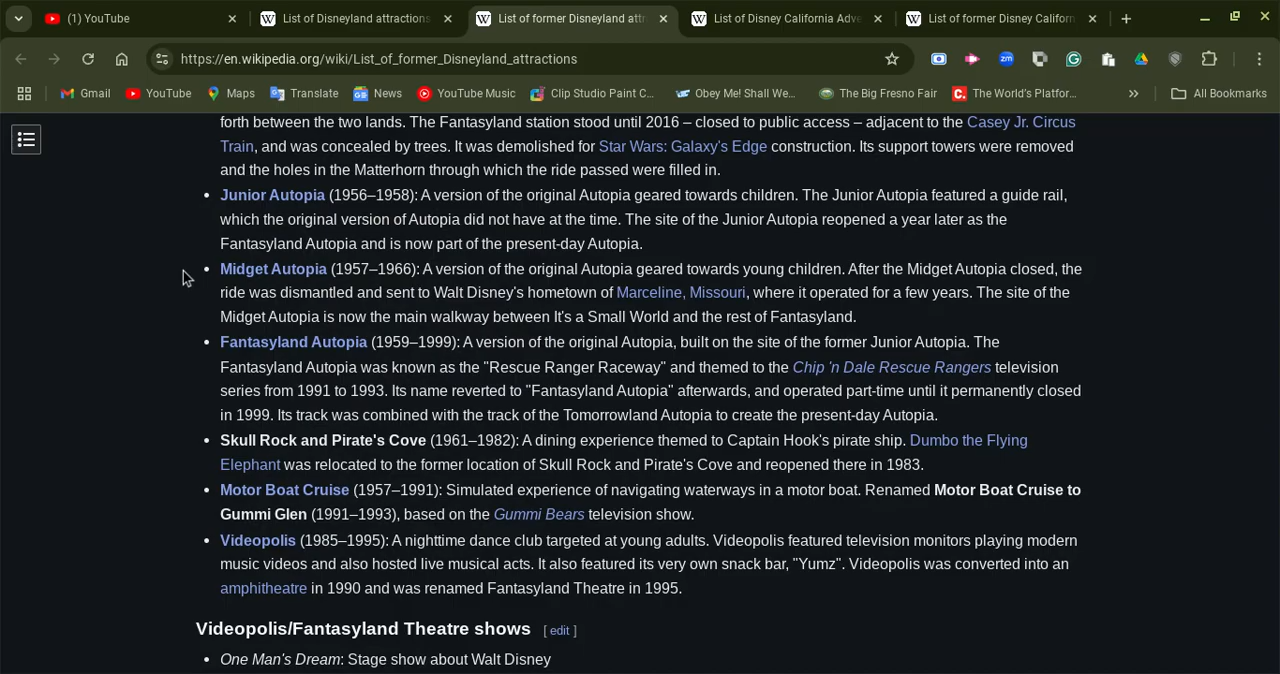 (1) YouTube
List of Disneyland attractions
List of former Disneyland attr
List of Disney California Adve
List of former Disney Californ
https://en.wikipedia.org/wiki/List_of_former_Disneyland_attractions
Gmail YouTube Maps Translate News YouTube Music Clip Studio Paint C... Obey Me! Shall We... The Big Fresno Fair The World's Platfor... All Bookmarks
forth between the two lands. The Fantasyland station stood until 2016 – closed to public access – adjacent to the Casey Jr. Circus
Train, and was concealed by trees. It was demolished for Star Wars: Galaxy's Edge construction. Its support towers were removed
and the holes in the Matterhorn through which the ride passed were filled in.
• Junior Autopia (1956–1958): A version of the original Autopia geared towards children. The Junior Autopia featured a guide rail,
which the original version of Autopia did not have at the time. The site of the Junior Autopia reopened a year later as the
Fantasyland Autopia and is now part of the present-day Autopia.
• Midget Autopia (1957–1966): A version of the original Autopia geared towards young children. After the Midget Autopia closed, the
ride was dismantled and sent to Walt Disney's hometown of Marceline, Missouri, where it operated for a few years. The site of the
Midget Autopia is now the main walkway between It's a Small World and the rest of Fantasyland.
• Fantasyland Autopia (1959–1999): A version of the original Autopia, built on the site of the former Junior Autopia. The
Fantasyland Autopia was known as the "Rescue Ranger Raceway" and themed to the Chip 'n Dale Rescue Rangers television
series from 1991 to 1993. Its name reverted to "Fantasyland Autopia" afterwards, and operated part-time until it permanently closed
in 1999. Its track was combined with the track of the Tomorrowland Autopia to create the present-day Autopia.
• Skull Rock and Pirate's Cove (1961–1982): A dining experience themed to Captain Hook's pirate ship. Dumbo the Flying
Elephant was relocated to the former location of Skull Rock and Pirate's Cove and reopened there in 1983.
• Motor Boat Cruise (1957–1991): Simulated experience of navigating waterways in a motor boat. Renamed Motor Boat Cruise to
Gummi Glen (1991–1993), based on the Gummi Bears television show.
• Videopolis (1985–1995): A nighttime dance club targeted at young adults. Videopolis featured television monitors playing modern
music videos and also hosted live musical acts. It also featured its very own snack bar, "Yumz". Videopolis was converted into an
amphitheatre in 1990 and was renamed Fantasyland Theatre in 1995.
Videopolis/Fantasyland Theatre shows [ edit ]
• One Man's Dream: Stage show about Walt Disney